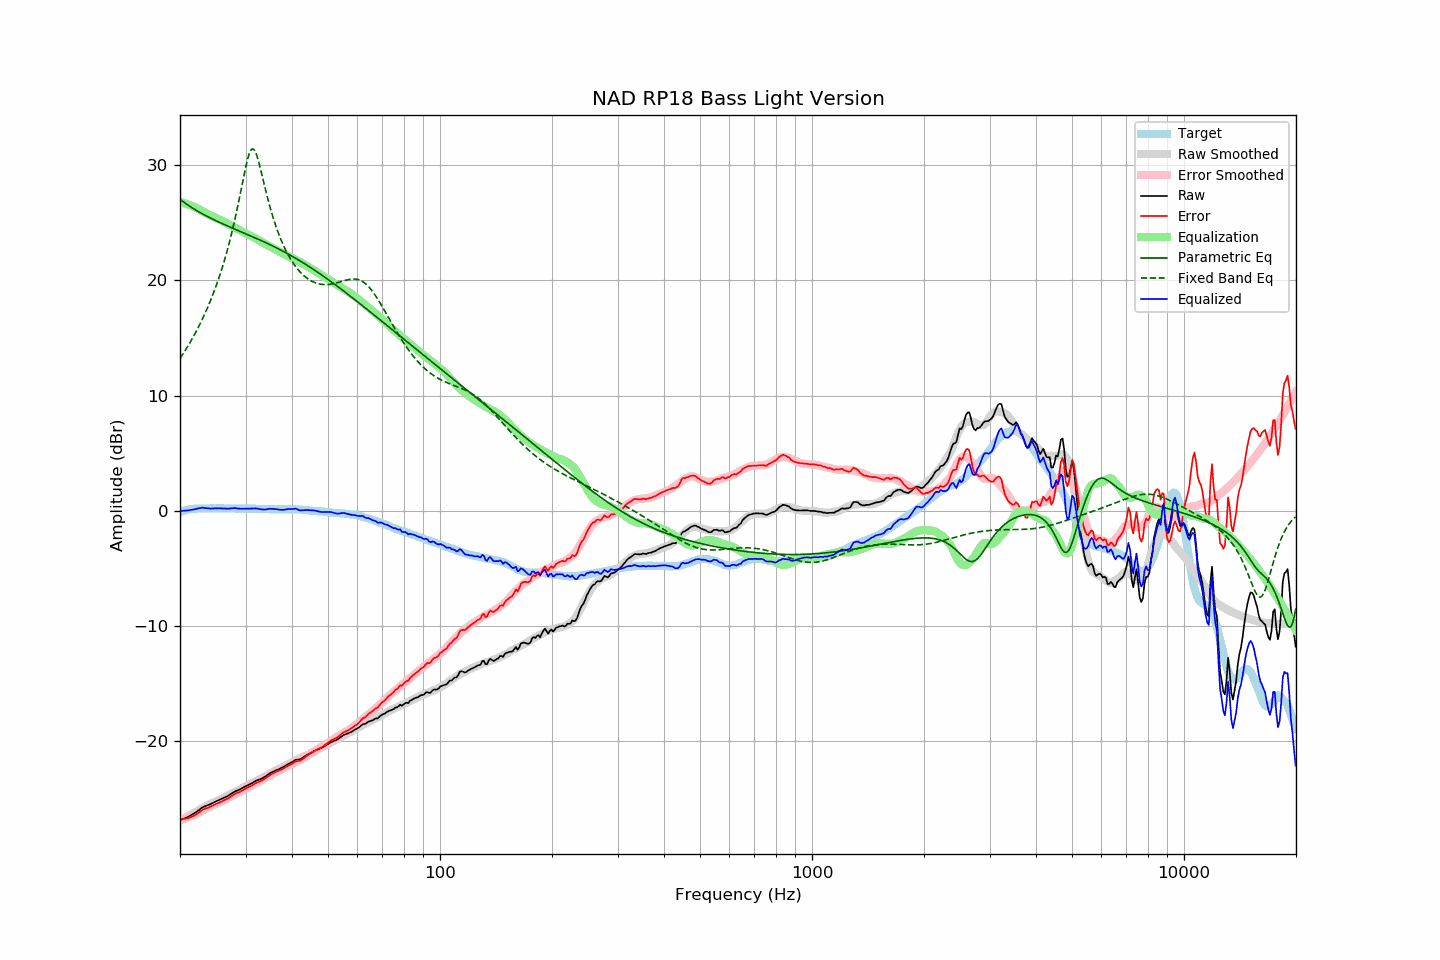 NAD RP18 Bass Light Version
Target
Raw Smoothed
Error Smoothed
Raw
Error
Equalization
Parametric Eq
Fixed Band Eq
Equalized
30
20
10
0
−10
−20
Amplitude (dBr)
100
1000
10000
Frequency (Hz)